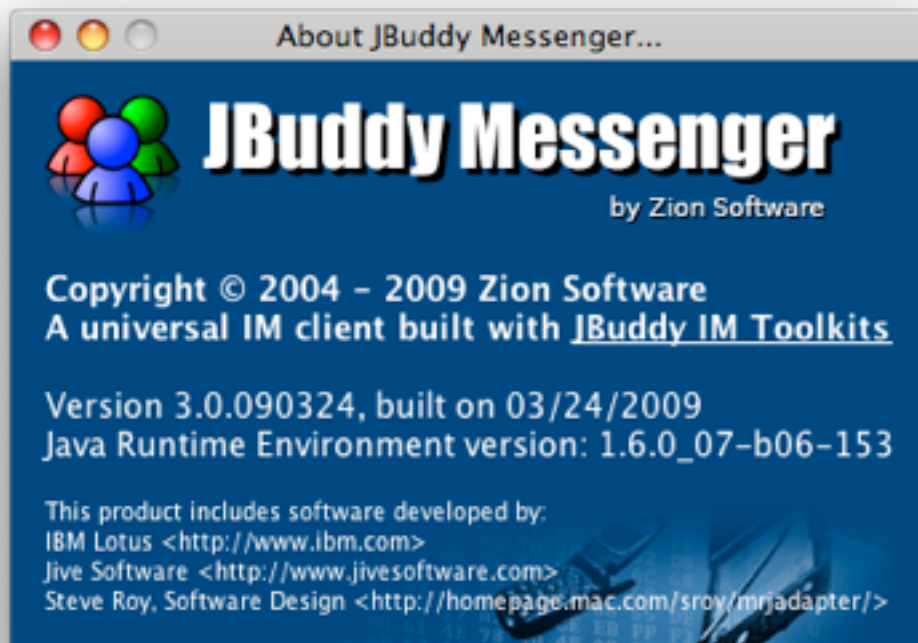 About JBuddy Messenger...
JBuddy Messenger
by Zion Software
Copyright © 2004 – 2009 Zion Software
A universal IM client built with JBuddy IM Toolkits
Version 3.0.090324, built on 03/24/2009
Java Runtime Environment version: 1.6.0_07-b06-153
This product includes software developed by:
IBM Lotus <http://www.ibm.com>
Jive Software <http://www.jivesoftware.com>
Steve Roy, Software Design <http://homepage.mac.com/sroy/mrjadapter/>